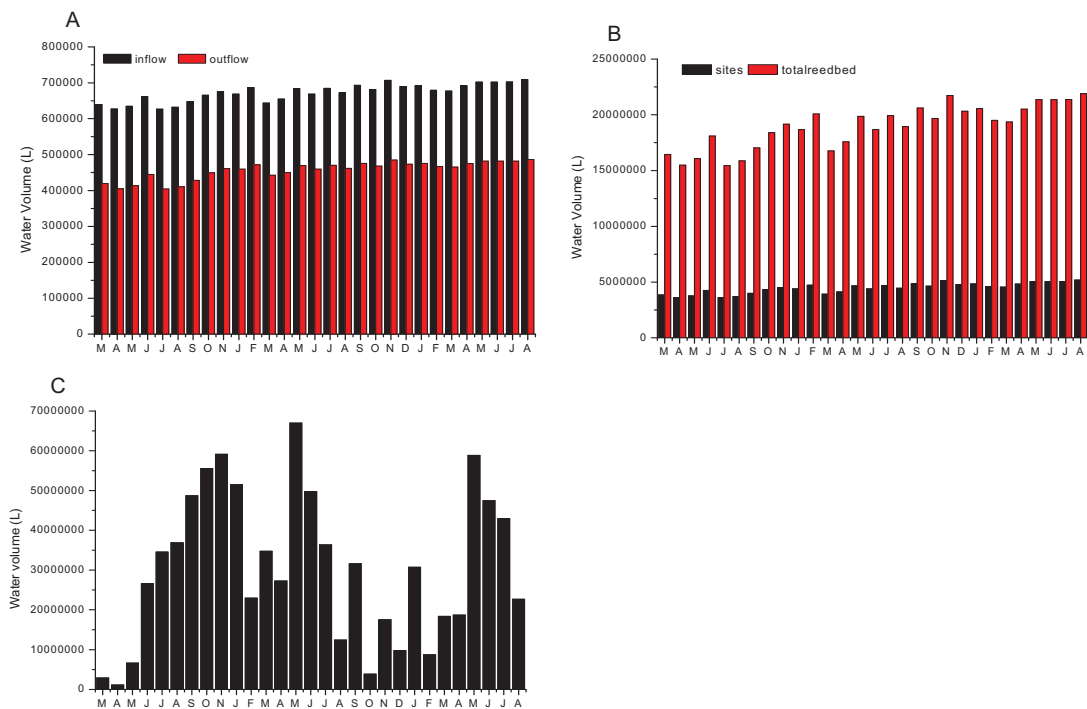 A
800000
700000
600000
500000
400000
300000
200000
100000
0
Water Volume (L)
inflow outflow
M A M J J A S O N J F M A M J J A S O N D J F M A M J J A
B
25000000
20000000
15000000
10000000
5000000
0
Water Volume (L)
sites totalreedbed
M A M J J A S O N J F M A M J J A S O N D J F M A M J J A
C
70000000
60000000
50000000
40000000
30000000
20000000
10000000
0
Water volume (L)
M A M J J A S O N J F M A M J J A S O N D J F M A M J J A